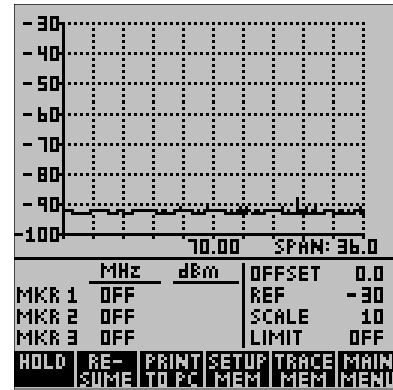 -30
-40
-50
-60
-70
-80
-90
-100
70.00 SPAN: 36.0
MHz dBm OFFSET 0.0
MKR 1 OFF REF -30
MKR 2 OFF SCALE 10
MKR 3 OFF LIMIT OFF
HOLD RE- PRINT SETUP TRACE MAIN
SUME TO PC MEM MEM MENU